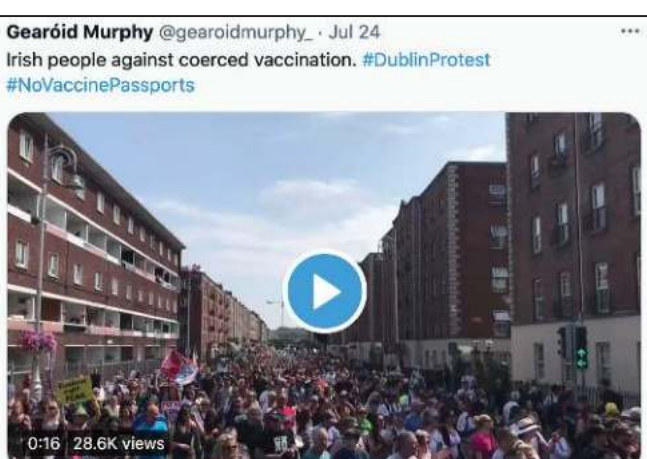 Gearóid Murphy @gearoidmurphy_ · Jul 24
Irish people against coerced vaccination. #DublinProtest
#NoVaccinePassports
0:16 28.6K views